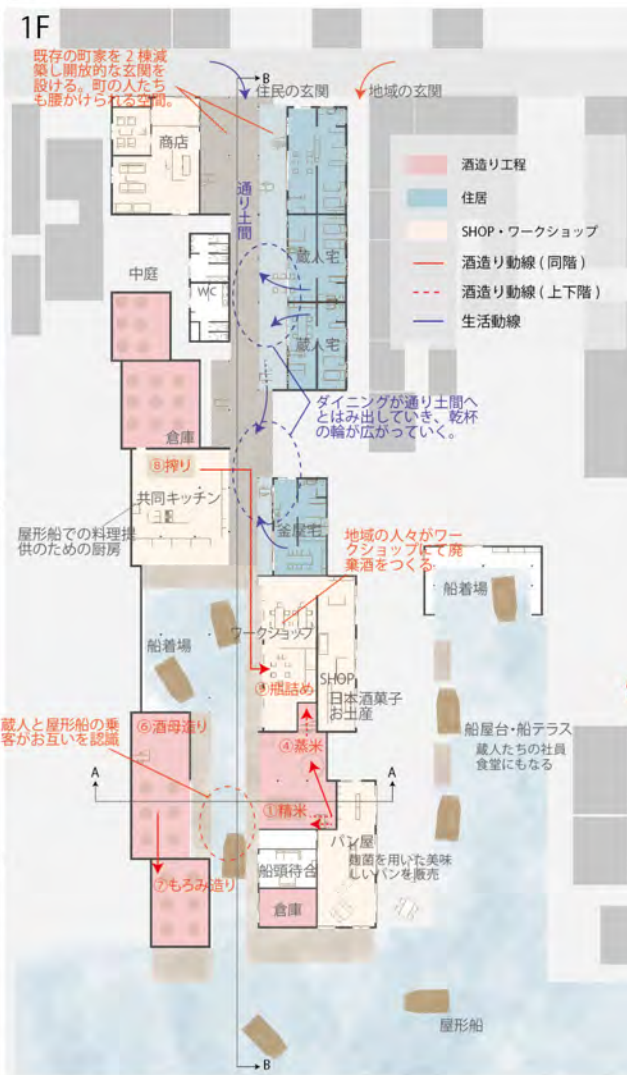 1F
既存の町家を2棟減
築し開放的な玄関を
設ける。町の人たち
も腰かけられる空間。
B
住民の玄関
地域の玄関
商店
通り土間
酒造り工程
住居
SHOP・ワークショップ
酒造り動線(同階)
酒造り動線(上下階)
生活動線
蔵人宅
中庭
WC
蔵人宅
ダイニングが通り土間へ
とはみ出していき、乾杯
の輪が広がっていく。
倉庫
⑧搾り
共同キッチン
屋形船での料理提
供のための厨房
釜屋宅
地域の人々がワー
クショップにて廃
棄酒をつくる
船着場
船着場
ワークショップ
SHOP
⑨瓶詰め
日本酒菓子
お土産
蔵人と屋形船の乗
客がお互いを認識
⑥酒母造り
④蒸米
船屋台・船テラス
蔵人たちの社員
食堂にもなる
A
A
①精米
パン屋
麹菌を用いた美味
しいパンを販売
船頭待合
⑦もろみ造り
倉庫
屋形船
B